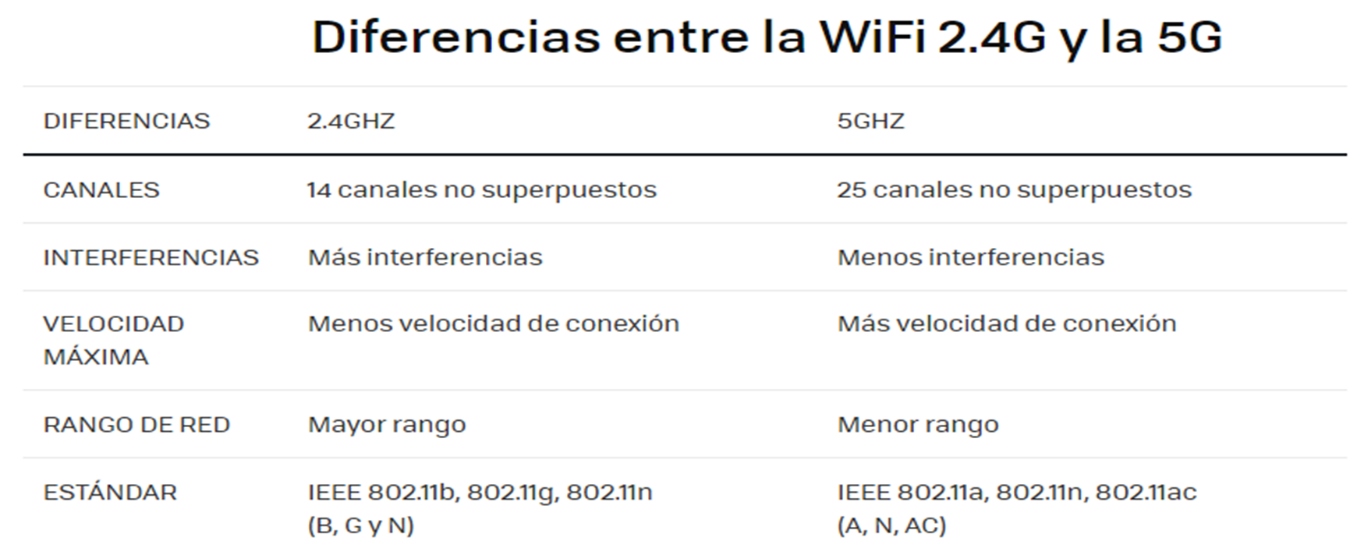 Diferencias entre la WiFi 2.4G y la 5G
DIFERENCIAS 2.4GHZ 5GHZ
CANALES 14 canales no superpuestos 25 canales no superpuestos
INTERFERENCIAS Más interferencias Menos interferencias
VELOCIDAD Menos velocidad de conexión Más velocidad de conexión
MÁXIMA
RANGO DE RED Mayor rango Menor rango
ESTÁNDAR IEEE 802.11b, 802.11g, 802.11n IEEE 802.11a, 802.11n, 802.11ac
(B, G y N) (A, N, AC)